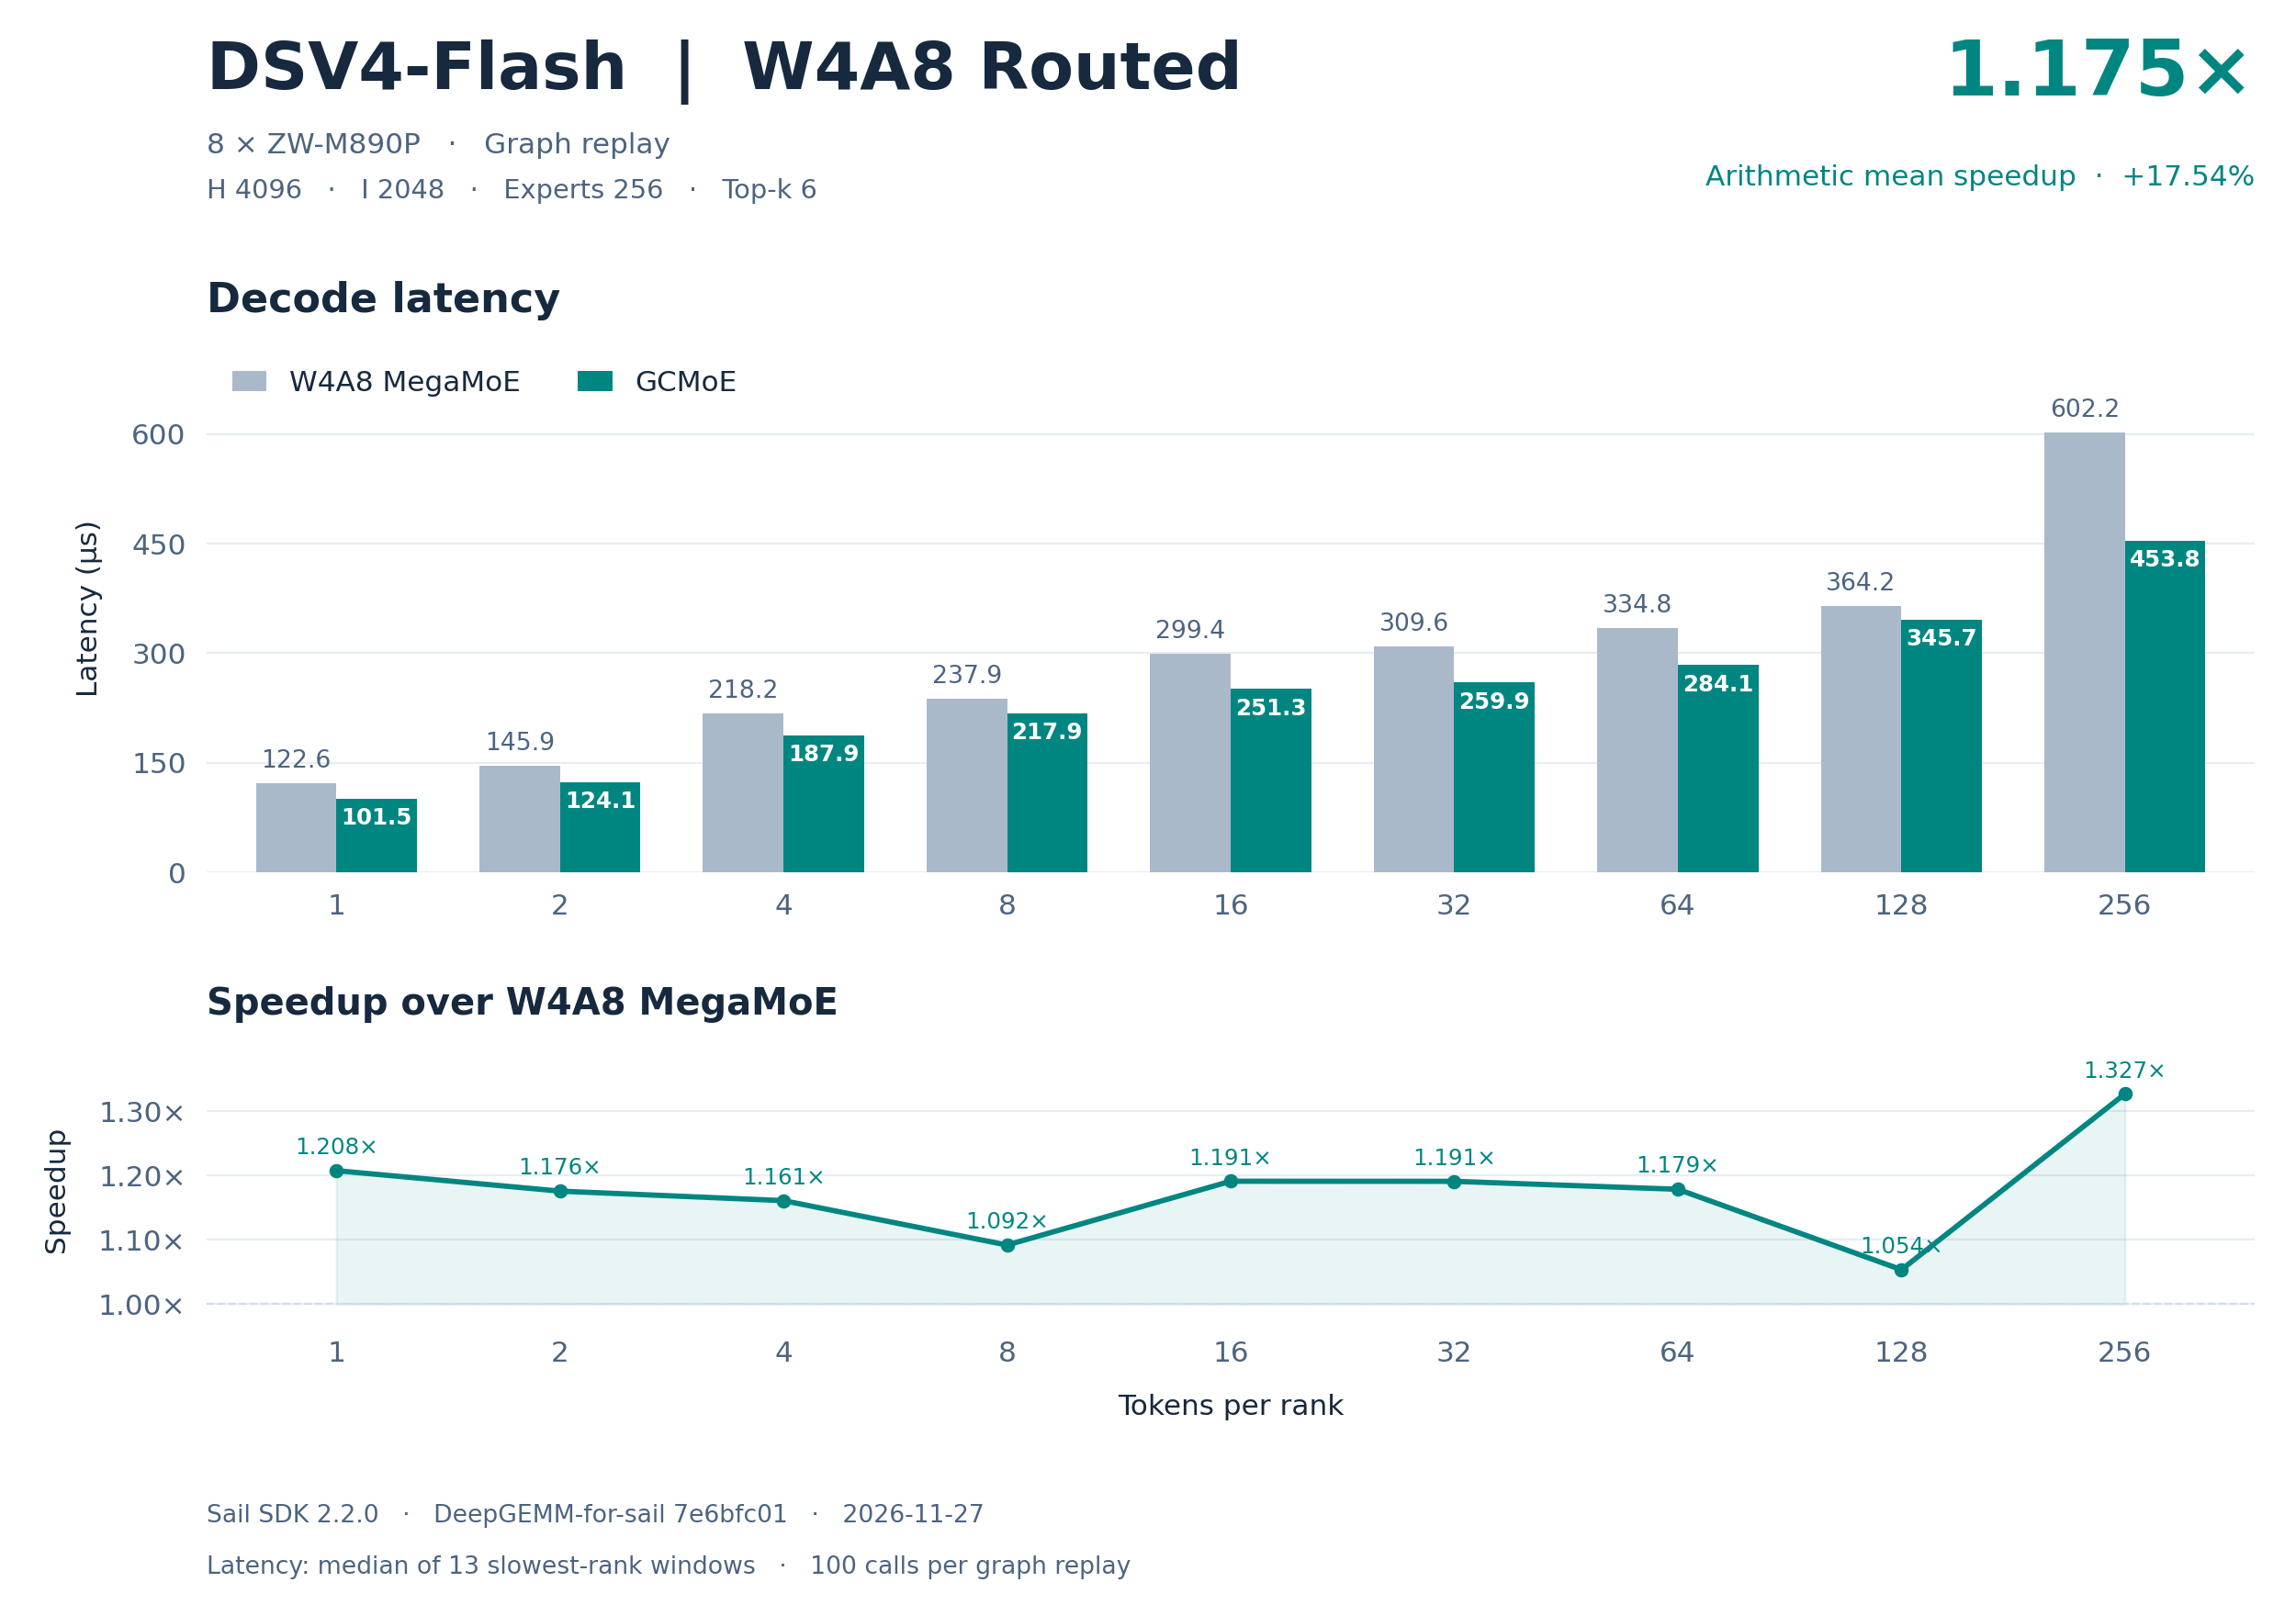 DSV4-Flash | W4A8 Routed
1.175×
8 × ZW-M890P · Graph replay
H 4096 · I 2048 · Experts 256 · Top-k 6
Arithmetic mean speedup · +17.54%
Decode latency
W4A8 MegaMoE
GCMoE
Latency (µs)
600
450
300
150
0
122.6
101.5
145.9
124.1
218.2
187.9
237.9
217.9
299.4
251.3
309.6
259.9
334.8
284.1
364.2
345.7
602.2
453.8
1 2 4 8 16 32 64 128 256
Speedup over W4A8 MegaMoE
Speedup
1.30×
1.20×
1.10×
1.00×
1.208×
1.176×
1.161×
1.092×
1.191×
1.191×
1.179×
1.054×
1.327×
1 2 4 8 16 32 64 128 256
Tokens per rank
Sail SDK 2.2.0 · DeepGEMM-for-sail 7e6bfc01 · 2026-11-27
Latency: median of 13 slowest-rank windows · 100 calls per graph replay